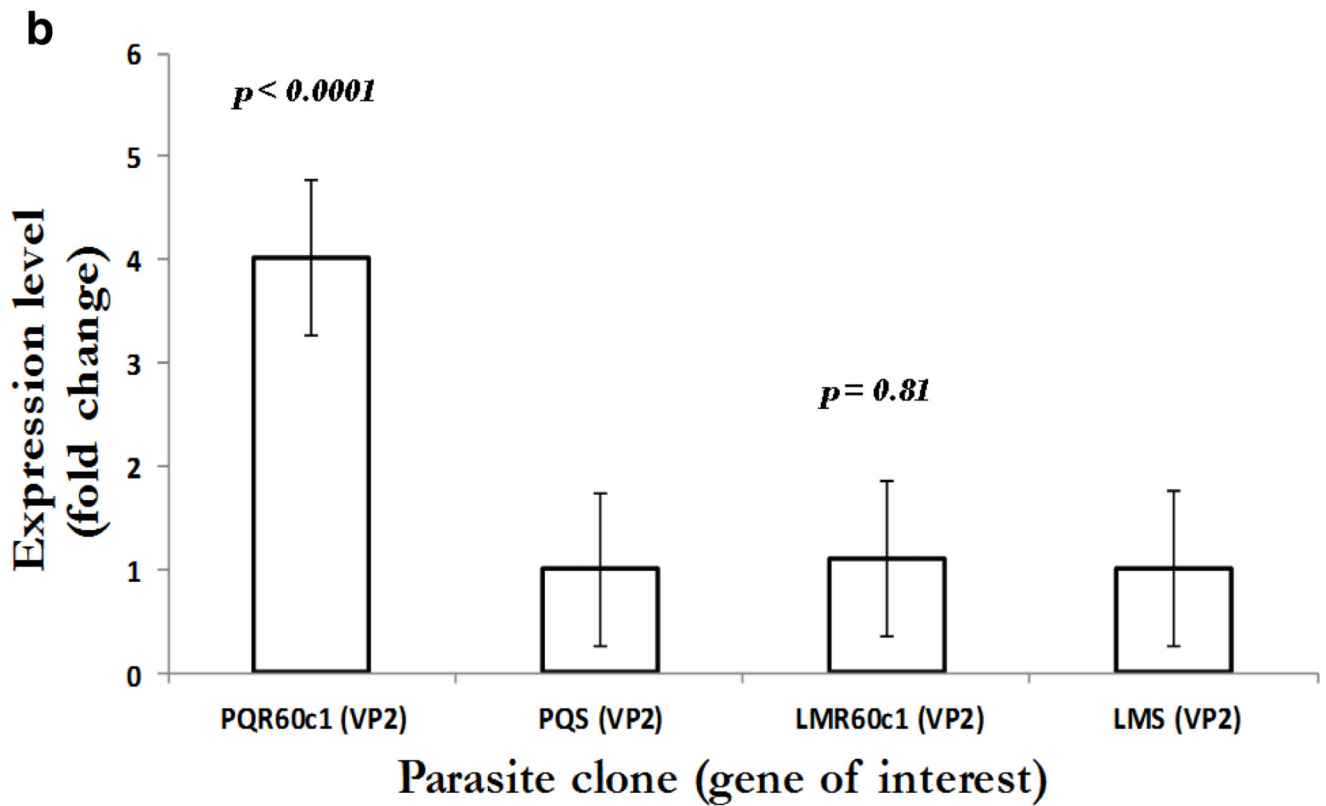 b
6
5
4
3
2
1
0
p < 0.0001
p = 0.81
Expression level
(fold change)
PQR60c1 (VP2)
PQS (VP2)
LMR60c1 (VP2)
LMS (VP2)
Parasite clone (gene of interest)